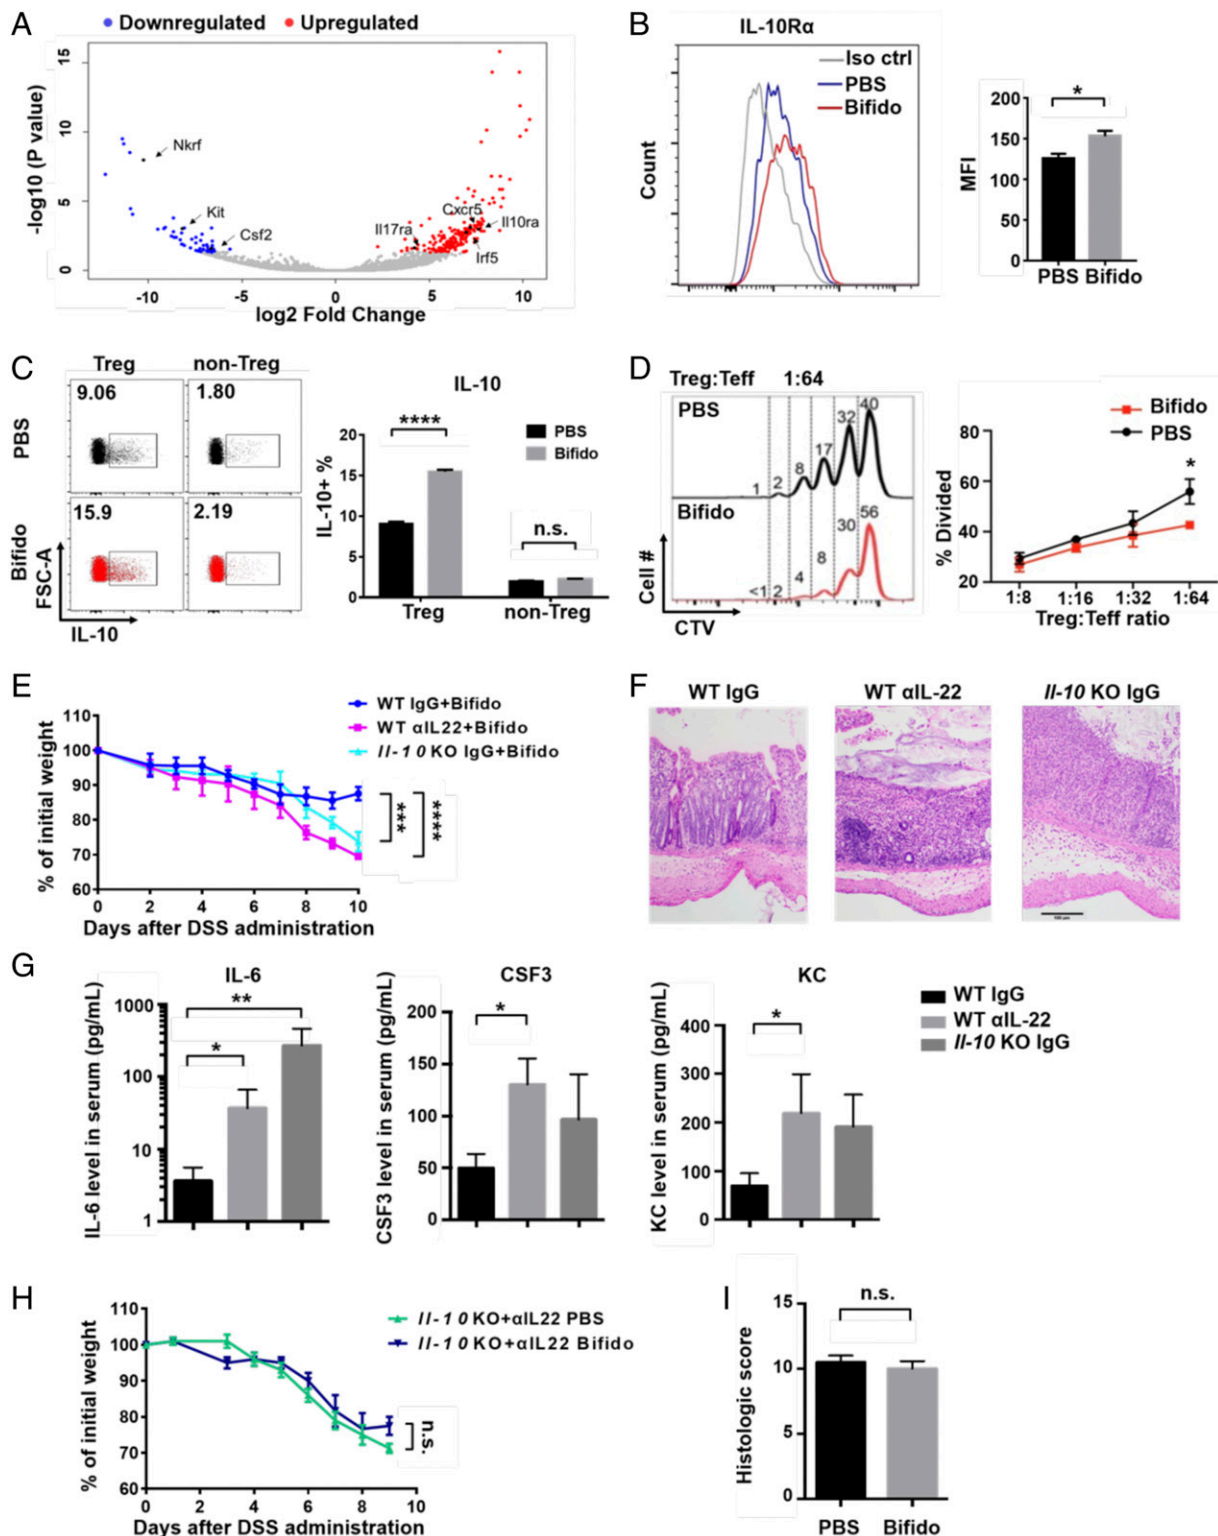 A
Downregulated Upregulated
-log10 (P value)
15
10
5
0
Nkrf
Kit
Csf2
Il17ra
Cxcr5
Il10ra
Irf5
-10 -5 0 5 10
log2 Fold Change
B
IL-10Rα
Iso ctrl
PBS
Bifido
Count
MFI
200
150
100
50
0
*
PBS Bifido
C
Treg non-Treg
PBS
9.06 1.80
Bifido
15.9 2.19
FSC-A
IL-10
IL-10
IL-10+ %
20
15
10
5
0
****
n.s.
PBS
Bifido
Treg non-Treg
D
Treg:Teff 1:64
PBS
1 2 8 17 32 40
Bifido
<1 2 4 8 30 56
Cell #
CTV
Bifido
PBS
% Divided
80
60
40
20
*
1:8 1:16 1:32 1:64
Treg:Teff ratio
E
WT IgG+Bifido
WT αIL22+Bifido
Il-10 KO IgG+Bifido
% of initial weight
110
100
90
80
70
60
***
****
0 2 4 6 8 10
Days after DSS administration
F
WT IgG WT αIL-22 Il-10 KO IgG
G
IL-6
IL-6 level in serum (pg/mL)
1000
100
10
1
**
*
CSF3
CSF3 level in serum (pg/mL)
200
150
100
50
0
*
KC
KC level in serum (pg/mL)
400
300
200
100
0
*
WT IgG
WT αIL-22
Il-10 KO IgG
H
Il-10 KO+αIL22 PBS
Il-10 KO+αIL22 Bifido
% of initial weight
110
100
90
80
70
60
n.s.
0 2 4 6 8 10
Days after DSS administration
I
Histologic score
15
10
5
0
n.s.
PBS Bifido